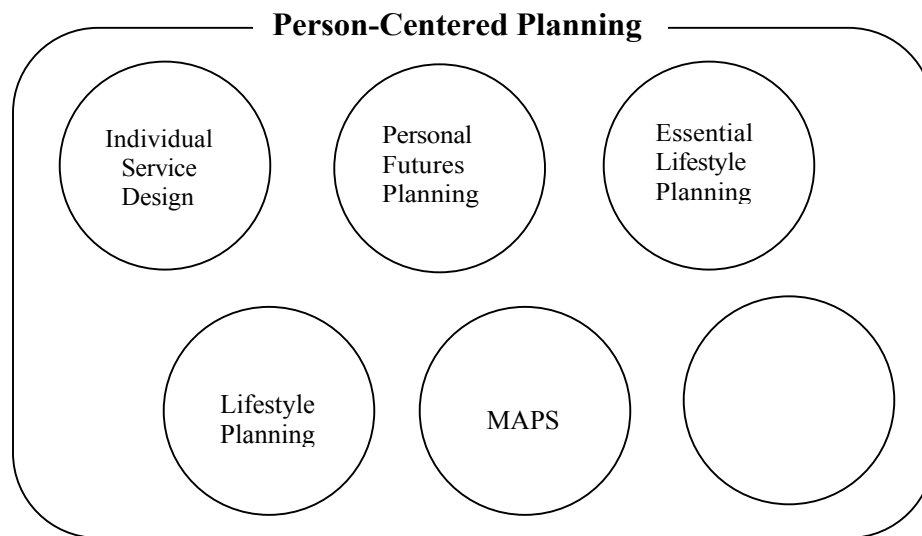 Person-Centered Planning
Individual
Service
Design
Personal
Futures
Planning
Essential
Lifestyle
Planning
Lifestyle
Planning
MAPS